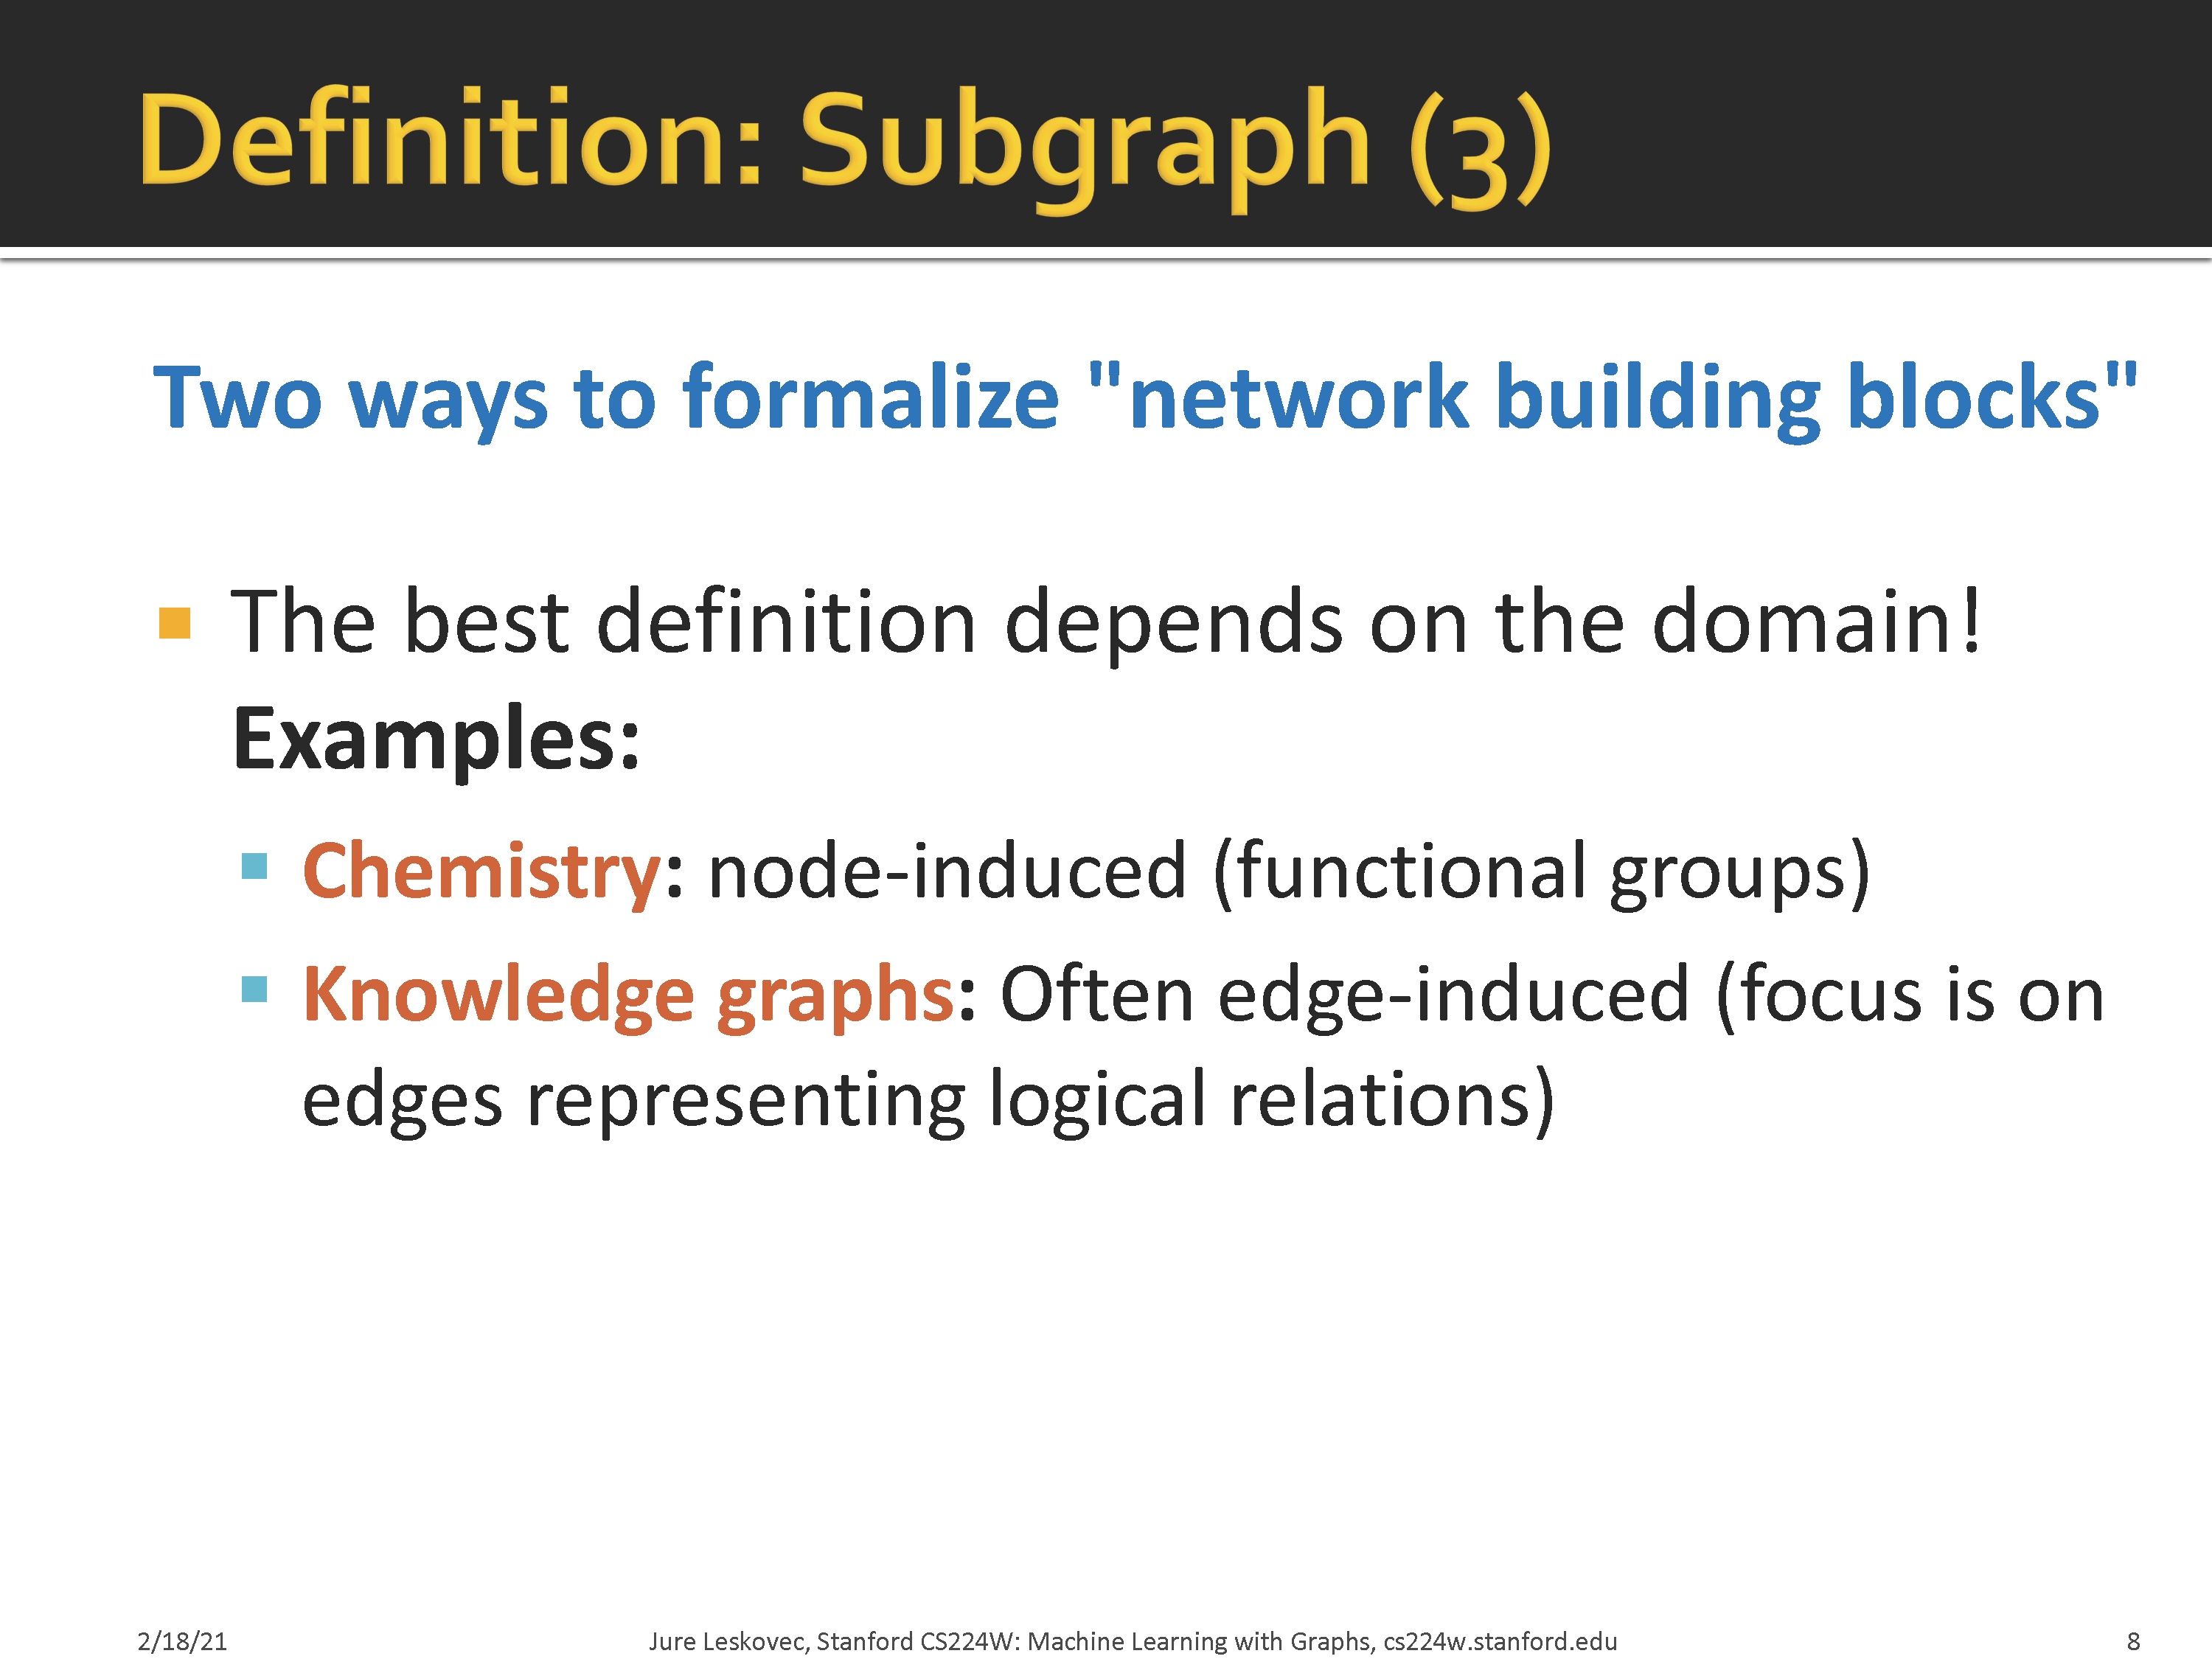 Definition: Subgraph (3)
Two ways to formalize "network building blocks"
The best definition depends on the domain!
Examples:
Chemistry: node-induced (functional groups)
Knowledge graphs: Often edge-induced (focus is on
edges representing logical relations)
2/18/21
Jure Leskovec, Stanford CS224W: Machine Learning with Graphs, cs224w.stanford.edu
8